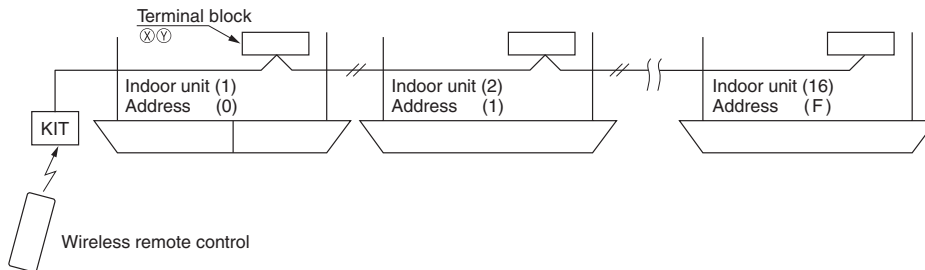 Terminal block
ⓍⓎ
Indoor unit (1)
Address (0)
Indoor unit (2)
Address (1)
Indoor unit (16)
Address (F)
KIT
Wireless remote control